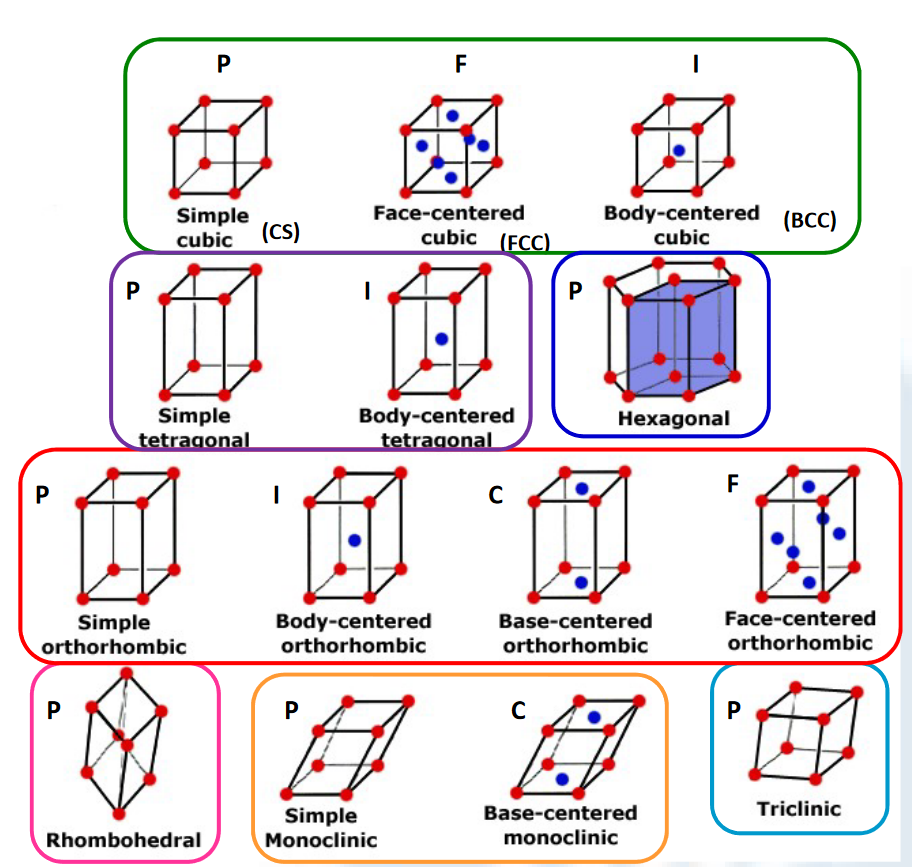 P F I
Simple
cubic (CS)
Face-centered
cubic (FCC)
Body-centered
cubic (BCC)
P I P
Simple
tetragonal
Body-centered
tetragonal
Hexagonal
P I C F
Simple
orthorhombic
Body-centered
orthorhombic
Base-centered
orthorhombic
Face-centered
orthorhombic
P P C P
Rhombohedral
Simple
Monoclinic
Base-centered
monoclinic
Triclinic